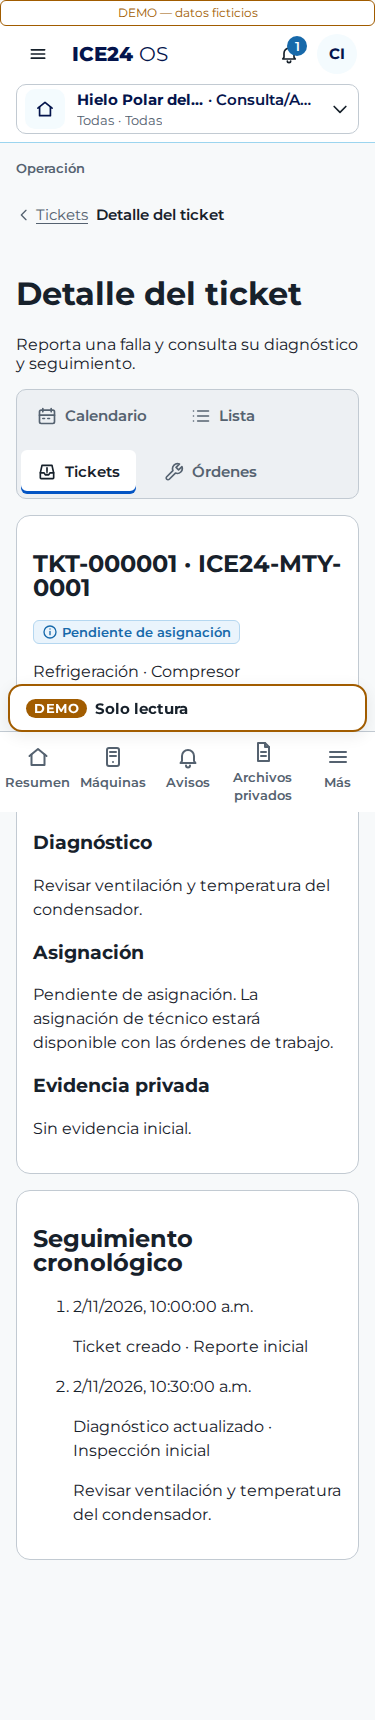 DEMO — datos ficticios
ICE24 OS
1
CI
Hielo Polar del... · Consulta/A...
Todas · Todas
Operación
Tickets Detalle del ticket
Detalle del ticket
Reporta una falla y consulta su diagnóstico
y seguimiento.
Calendario
Lista
Tickets
Órdenes
TKT-000001 · ICE24-MTY-
0001
Pendiente de asignación
Refrigeración · Compresor
DEMO Solo lectura
Resumen
Máquinas
Avisos
Archivos
privados
Más
Diagnóstico
Revisar ventilación y temperatura del
condensador.
Asignación
Pendiente de asignación. La
asignación de técnico estará
disponible con las órdenes de trabajo.
Evidencia privada
Sin evidencia inicial.
Seguimiento
cronológico
1. 2/11/2026, 10:00:00 a.m.
Ticket creado · Reporte inicial
2. 2/11/2026, 10:30:00 a.m.
Diagnóstico actualizado ·
Inspección inicial
Revisar ventilación y temperatura
del condensador.